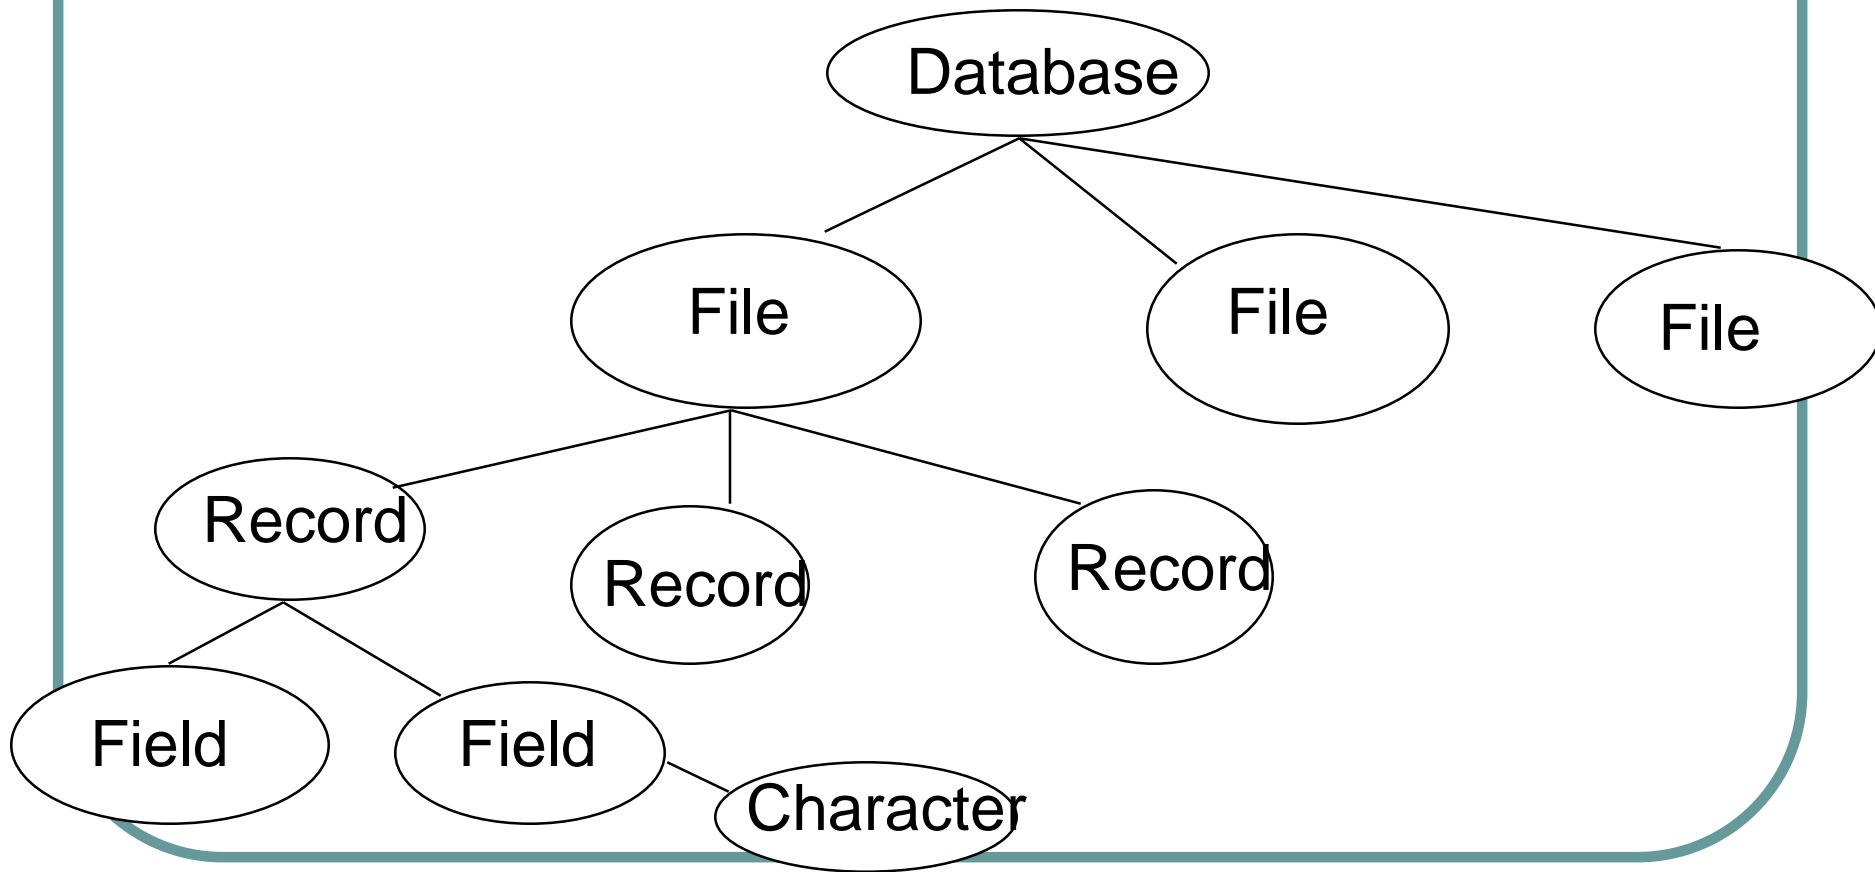 Database
File
File
File
Record
Record
Record
Field
Field
Character